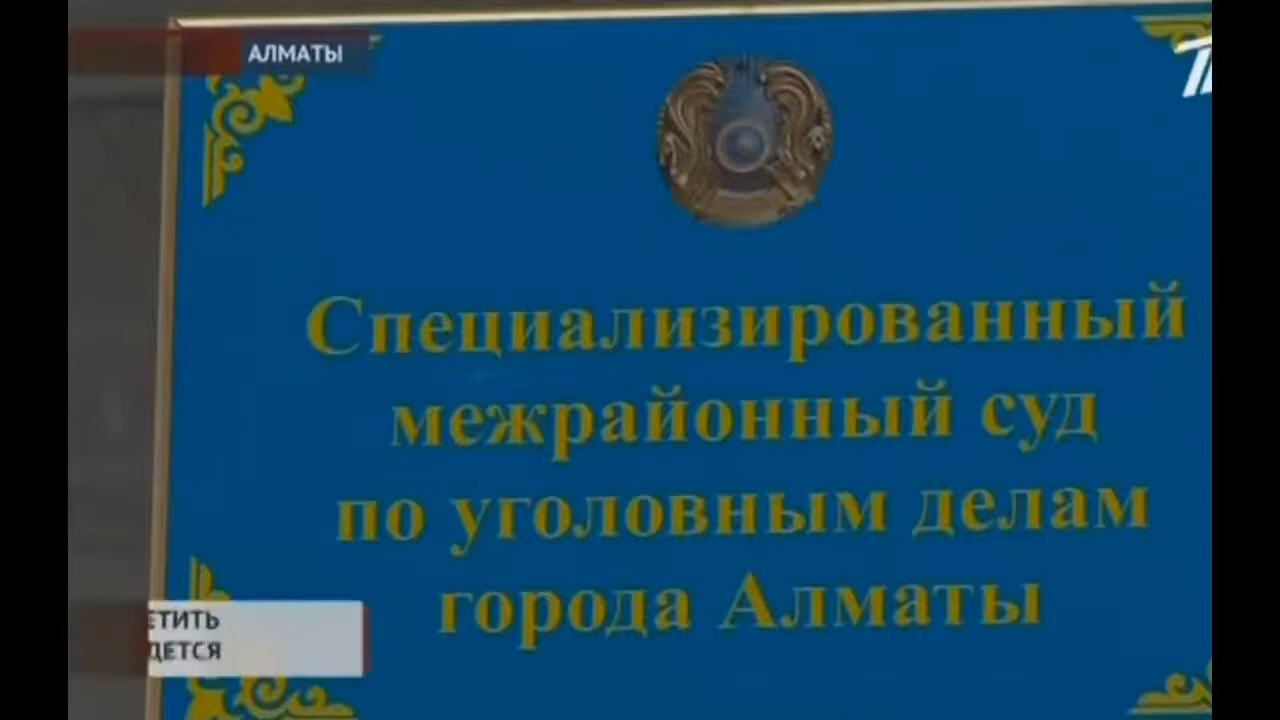 АЛМАТЫ
Специализированный
межрайонный суд
по уголовным делам
города Алматы